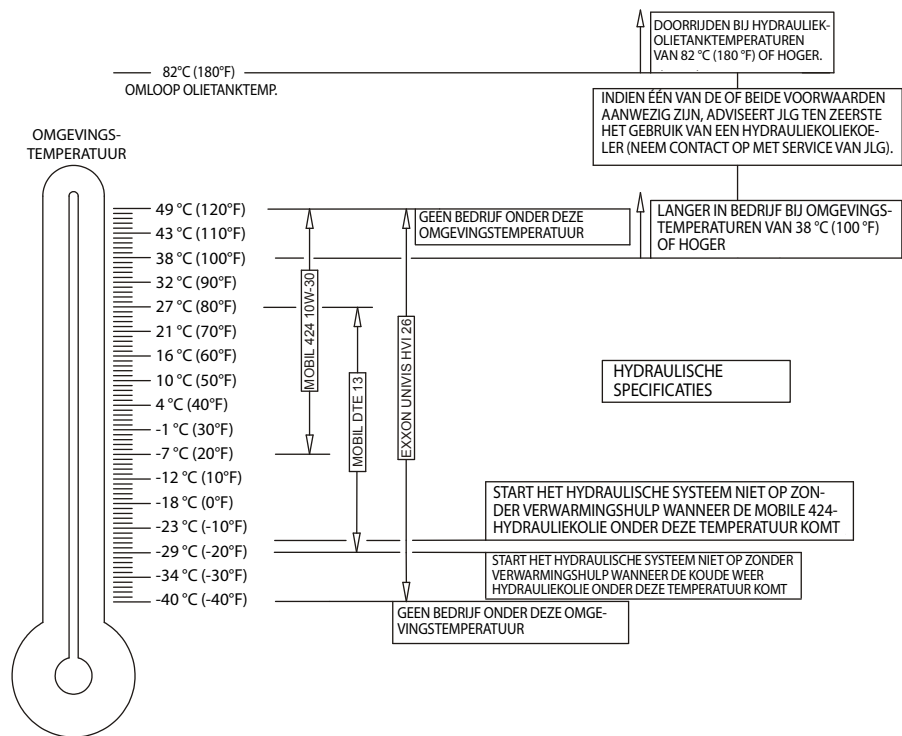 DOORRIJDEN BIJ HYDRAULIEK-
OLIETANKTEMPERATUREN
VAN 82 °C (180 °F) OF HOGER.
82°C (180°F)
OMLOOP OLIETANKTEMP.
INDIEN ÉÉN VAN DE OF BEIDE VOORWAARDEN
AANWEZIG ZIJN, ADVISEERT JLG TEN ZEERSTE
HET GEBRUIK VAN EEN HYDRAULIEKOLIEKOE-
LER (NEEM CONTACT OP MET SERVICE VAN JLG).
OMGEVINGS-
TEMPERATUUR
49 °C (120°F)
43 °C (110°F)
38 °C (100°F)
32 °C (90°F)
27 °C (80°F)
21 °C (70°F)
16 °C (60°F)
10 °C (50°F)
4 °C (40°F)
-1 °C (30°F)
-7 °C (20°F)
-12 °C (10°F)
-18 °C (0°F)
-23 °C (-10°F)
-29 °C (-20°F)
-34 °C (-30°F)
-40 °C (-40°F)
MOBIL 424 10W-30
MOBIL DTE 13
EXXON UNIVIS HVI 26
GEEN BEDRIJF ONDER DEZE
OMGEVINGSTEMPERATUUR
LANGER IN BEDRIJF BIJ OMGEVINGS-
TEMPERATUREN VAN 38 °C (100 °F)
OF HOGER
HYDRAULISCHE
SPECIFICATIES
START HET HYDRAULISCHE SYSTEEM NIET OP ZON-
DER VERWARMINGSHULP WANNEER DE MOBILE 424-
HYDRAULIEKOLIE ONDER DEZE TEMPERATUUR KOMT
START HET HYDRAULISCHE SYSTEEM NIET OP ZONDER
VERWARMINGSHULP WANNEER DE KOUDE WEER
HYDRAULIEKOLIE ONDER DEZE TEMPERATUUR KOMT
GEEN BEDRIJF ONDER DEZE OMGE-
VINGSTEMPERATUUR